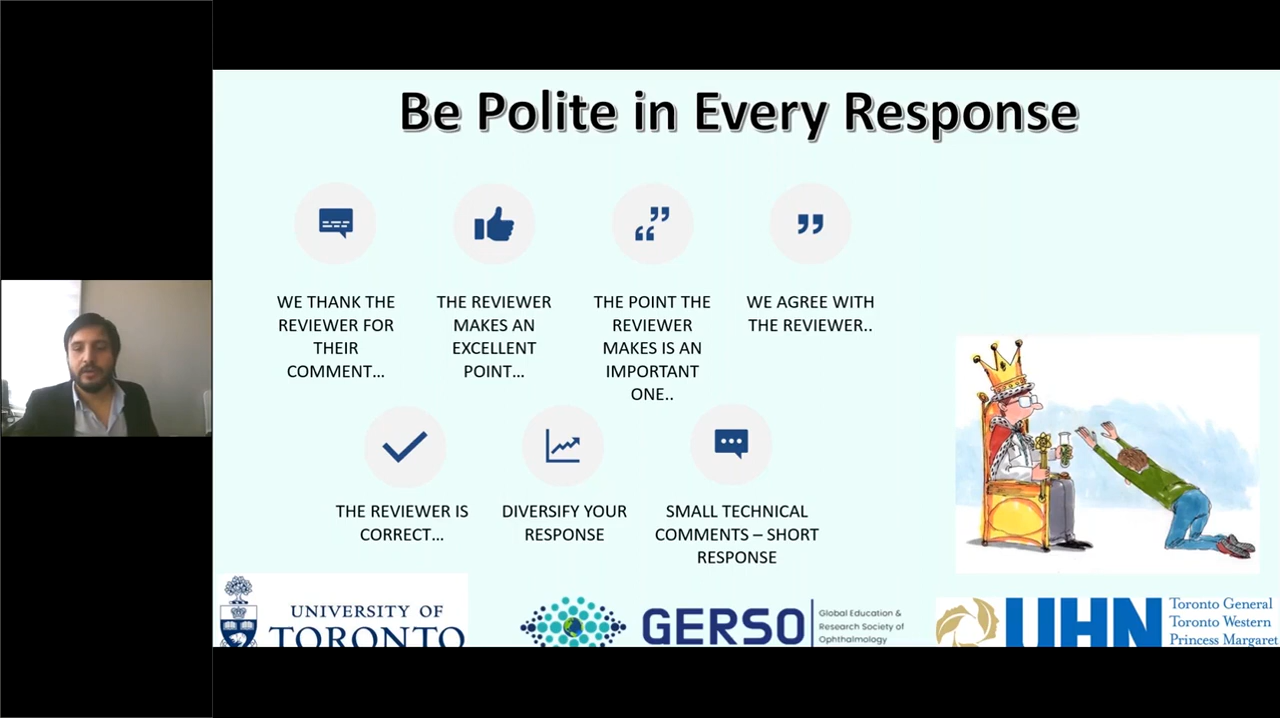 Be Polite in Every Response
WE THANK THE
REVIEWER FOR
THEIR
COMMENT...
THE REVIEWER
MAKES AN
EXCELLENT
POINT...
THE POINT THE
REVIEWER
MAKES IS AN
IMPORTANT
ONE..
WE AGREE WITH
THE REVIEWER..
THE REVIEWER IS
CORRECT...
DIVERSIFY YOUR
RESPONSE
SMALL TECHNICAL
COMMENTS – SHORT
RESPONSE
UNIVERSITY OF
TORONTO
GERSO
Global Education &
Research Society of
Ophthalmology
UHN
Toronto General
Toronto Western
Princess Margaret